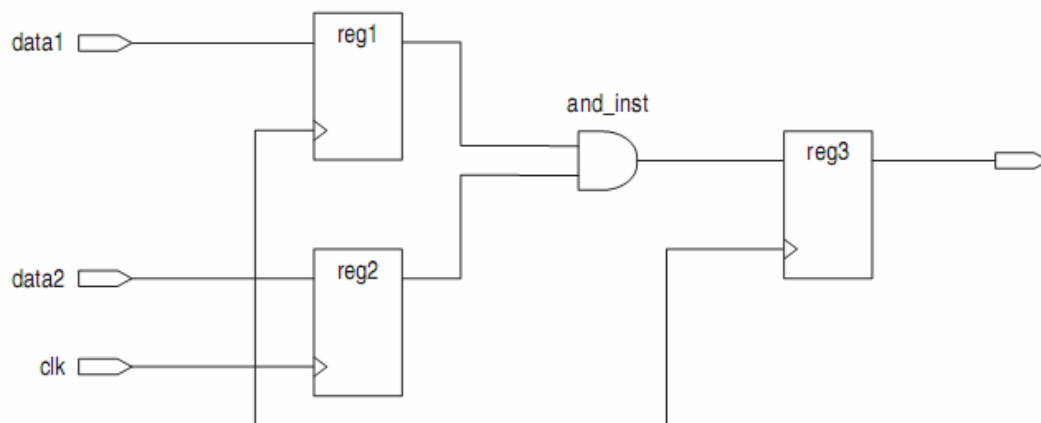 data1
reg1
and_inst
reg3
data2
reg2
clk